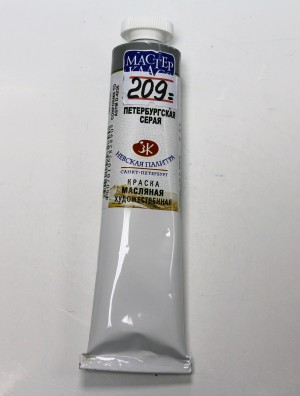 МАСТЕР
КЛАСС
209=
ПЕТЕРБУРГСКАЯ
СЕРАЯ
ЗК
НЕВСКАЯ ПАЛИТРА
САНКТ-ПЕТЕРБУРГ
КРАСКА
МАСЛЯНАЯ
ХУДОЖЕСТВЕННАЯ